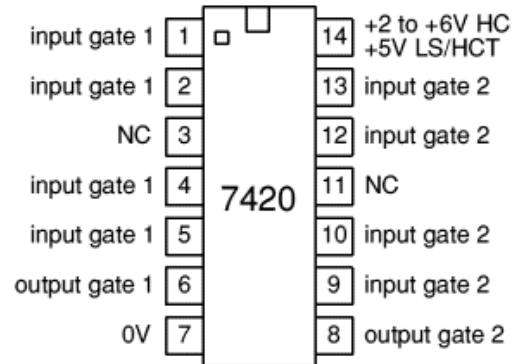 input gate 1 1 14 +2 to +6V HC
+5V LS/HCT
input gate 1 2 13 input gate 2
NC 3 12 input gate 2
input gate 1 4 11 NC
7420
input gate 1 5 10 input gate 2
output gate 1 6 9 input gate 2
0V 7 8 output gate 2